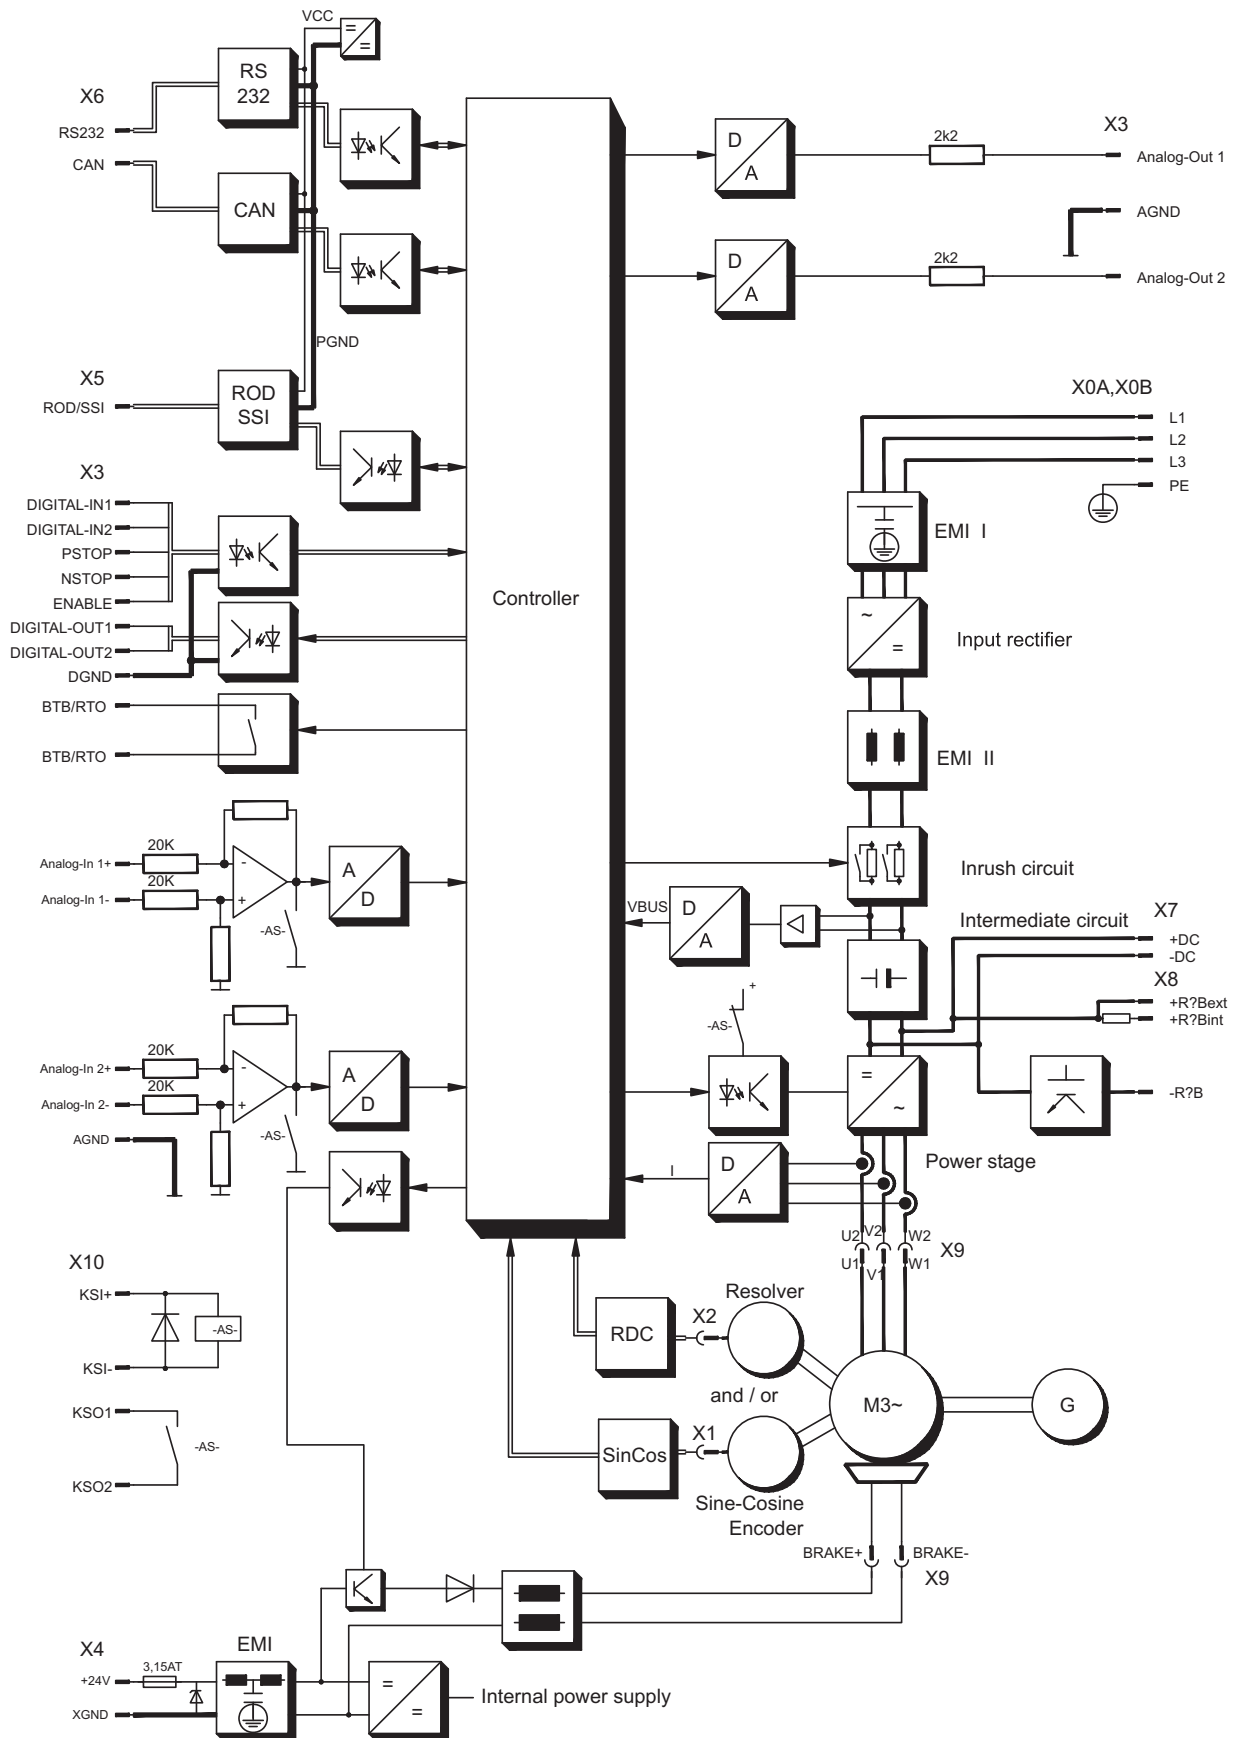 VCC
=
=
RS
232
X6
RS232
CAN
CAN
PGND
X5
ROD/SSI
ROD
SSI
X3
DIGITAL-IN1
DIGITAL-IN2
PSTOP
NSTOP
ENABLE
DIGITAL-OUT1
DIGITAL-OUT2
DGND
BTB/RTO
BTB/RTO
Analog-In 1+
20K
Analog-In 1-
20K
-
+
-AS-
A
D
Analog-In 2+
20K
Analog-In 2-
20K
-
+
-AS-
A
D
AGND
Controller
D
A
2k2
X3
Analog-Out 1
AGND
D
A
2k2
Analog-Out 2
X0A,X0B
L1
L2
L3
PE
EMI I
~
=
Input rectifier
EMI II
Inrush circuit
VBUS
D
A
Intermediate circuit
X7
+DC
-DC
X8
+R?Bext
+R?Bint
-R?B
+
-AS-
=
~
Power stage
I
D
A
U2
V2
W2
X9
U1
V1
W1
X10
KSI+
-AS-
KSI-
KSO1
-AS-
KSO2
RDC
X2
Resolver
and / or
M3~
G
SinCos
X1
Sine-Cosine
Encoder
BRAKE+
BRAKE-
X9
X4
+24V
3,15AT
XGND
EMI
=
=
Internal power supply